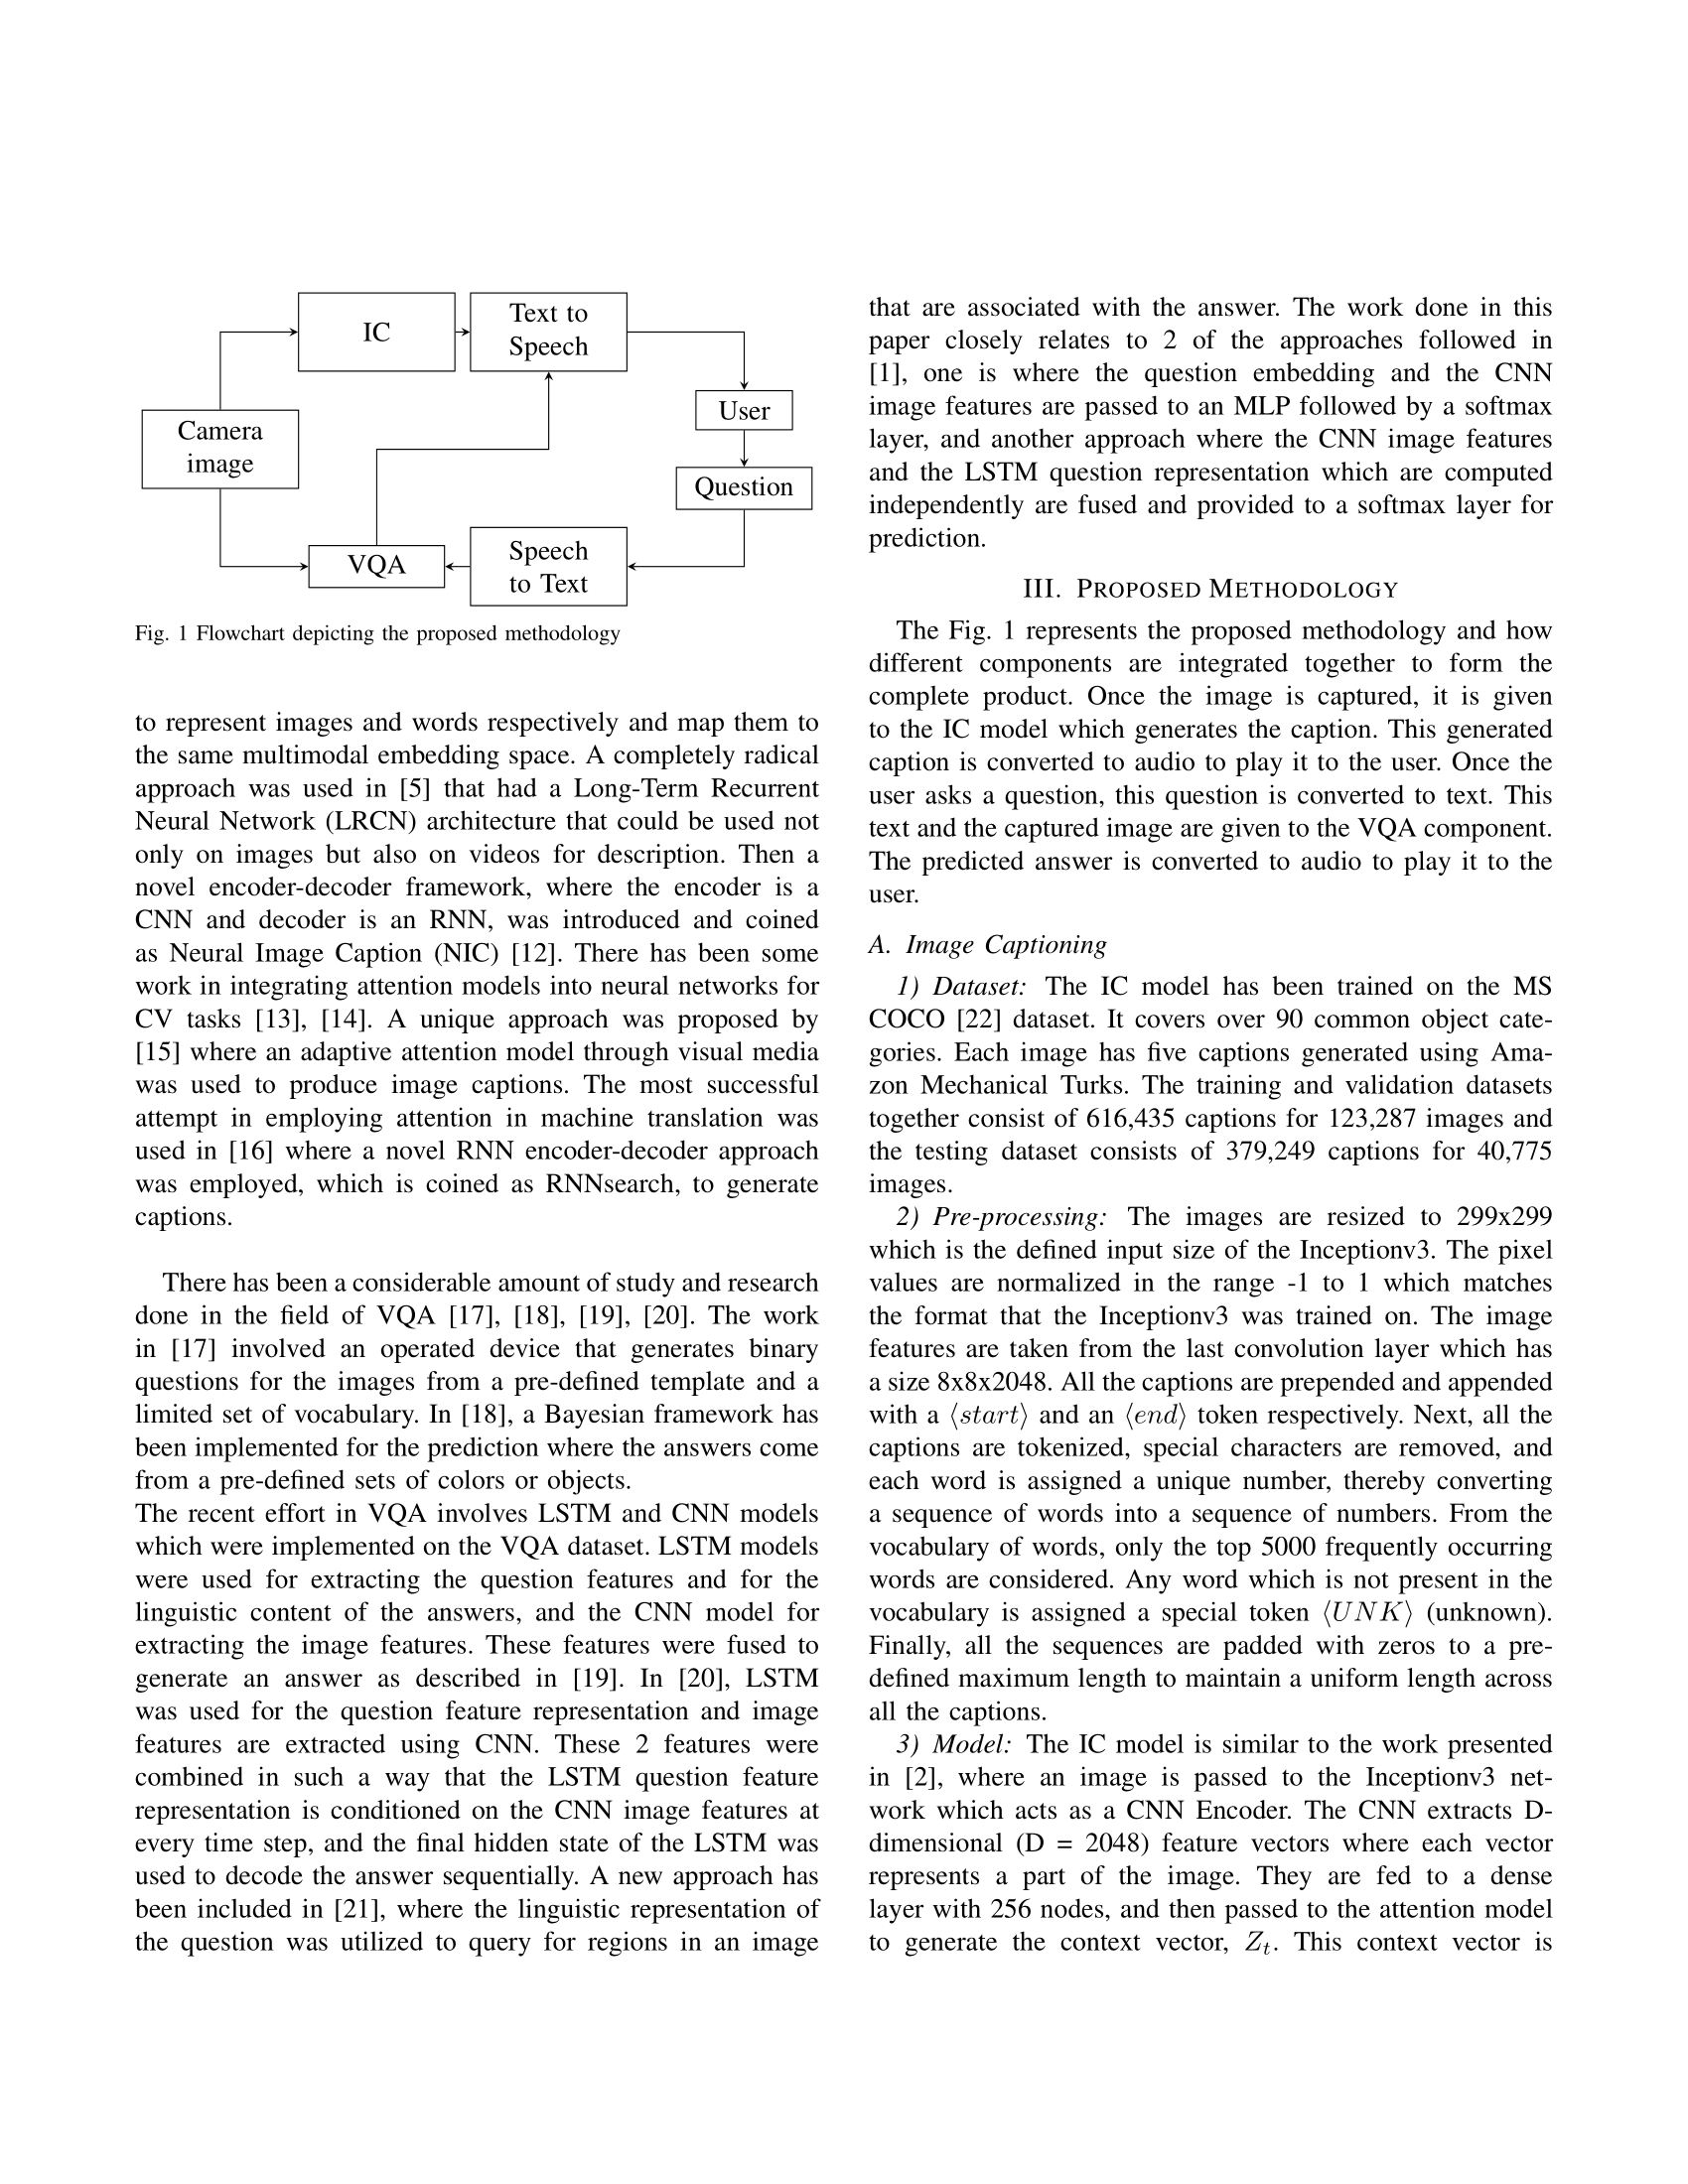 IC
Text to
Speech
User
Camera
image
Question
VQA
Speech
to Text
Fig. 1 Flowchart depicting the proposed methodology
to represent images and words respectively and map them to
the same multimodal embedding space. A completely radical
approach was used in [5] that had a Long-Term Recurrent
Neural Network (LRCN) architecture that could be used not
only on images but also on videos for description. Then a
novel encoder-decoder framework, where the encoder is a
CNN and decoder is an RNN, was introduced and coined
as Neural Image Caption (NIC) [12]. There has been some
work in integrating attention models into neural networks for
CV tasks [13], [14]. A unique approach was proposed by
[15] where an adaptive attention model through visual media
was used to produce image captions. The most successful
attempt in employing attention in machine translation was
used in [16] where a novel RNN encoder-decoder approach
was employed, which is coined as RNNsearch, to generate
captions.
There has been a considerable amount of study and research
done in the field of VQA [17], [18], [19], [20]. The work
in [17] involved an operated device that generates binary
questions for the images from a pre-defined template and a
limited set of vocabulary. In [18], a Bayesian framework has
been implemented for the prediction where the answers come
from a pre-defined sets of colors or objects.
The recent effort in VQA involves LSTM and CNN models
which were implemented on the VQA dataset. LSTM models
were used for extracting the question features and for the
linguistic content of the answers, and the CNN model for
extracting the image features. These features were fused to
generate an answer as described in [19]. In [20], LSTM
was used for the question feature representation and image
features are extracted using CNN. These 2 features were
combined in such a way that the LSTM question feature
representation is conditioned on the CNN image features at
every time step, and the final hidden state of the LSTM was
used to decode the answer sequentially. A new approach has
been included in [21], where the linguistic representation of
the question was utilized to query for regions in an image
that are associated with the answer. The work done in this
paper closely relates to 2 of the approaches followed in
[1], one is where the question embedding and the CNN
image features are passed to an MLP followed by a softmax
layer, and another approach where the CNN image features
and the LSTM question representation which are computed
independently are fused and provided to a softmax layer for
prediction.
III. PROPOSED METHODOLOGY
The Fig. 1 represents the proposed methodology and how
different components are integrated together to form the
complete product. Once the image is captured, it is given
to the IC model which generates the caption. This generated
caption is converted to audio to play it to the user. Once the
user asks a question, this question is converted to text. This
text and the captured image are given to the VQA component.
The predicted answer is converted to audio to play it to the
user.
A. Image Captioning
1) Dataset: The IC model has been trained on the MS
COCO [22] dataset. It covers over 90 common object cate-
gories. Each image has five captions generated using Ama-
zon Mechanical Turks. The training and validation datasets
together consist of 616,435 captions for 123,287 images and
the testing dataset consists of 379,249 captions for 40,775
images.
2) Pre-processing: The images are resized to 299x299
which is the defined input size of the Inceptionv3. The pixel
values are normalized in the range -1 to 1 which matches
the format that the Inceptionv3 was trained on. The image
features are taken from the last convolution layer which has
a size 8x8x2048. All the captions are prepended and appended
with a ⟨start⟩ and an ⟨end⟩ token respectively. Next, all the
captions are tokenized, special characters are removed, and
each word is assigned a unique number, thereby converting
a sequence of words into a sequence of numbers. From the
vocabulary of words, only the top 5000 frequently occurring
words are considered. Any word which is not present in the
vocabulary is assigned a special token ⟨UNK⟩ (unknown).
Finally, all the sequences are padded with zeros to a pre-
defined maximum length to maintain a uniform length across
all the captions.
3) Model: The IC model is similar to the work presented
in [2], where an image is passed to the Inceptionv3 net-
work which acts as a CNN Encoder. The CNN extracts D-
dimensional (D = 2048) feature vectors where each vector
represents a part of the image. They are fed to a dense
layer with 256 nodes, and then passed to the attention model
to generate the context vector, Z_t. This context vector is